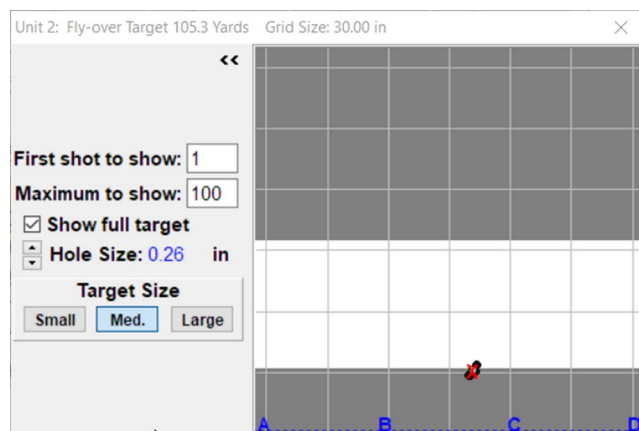 Unit 2: Fly-over Target 105.3 Yards Grid Size: 30.00 in
<<
First shot to show: 1
Maximum to show: 100
Show full target
Hole Size: 0.26 in
Target Size
Small Med. Large
A B C D